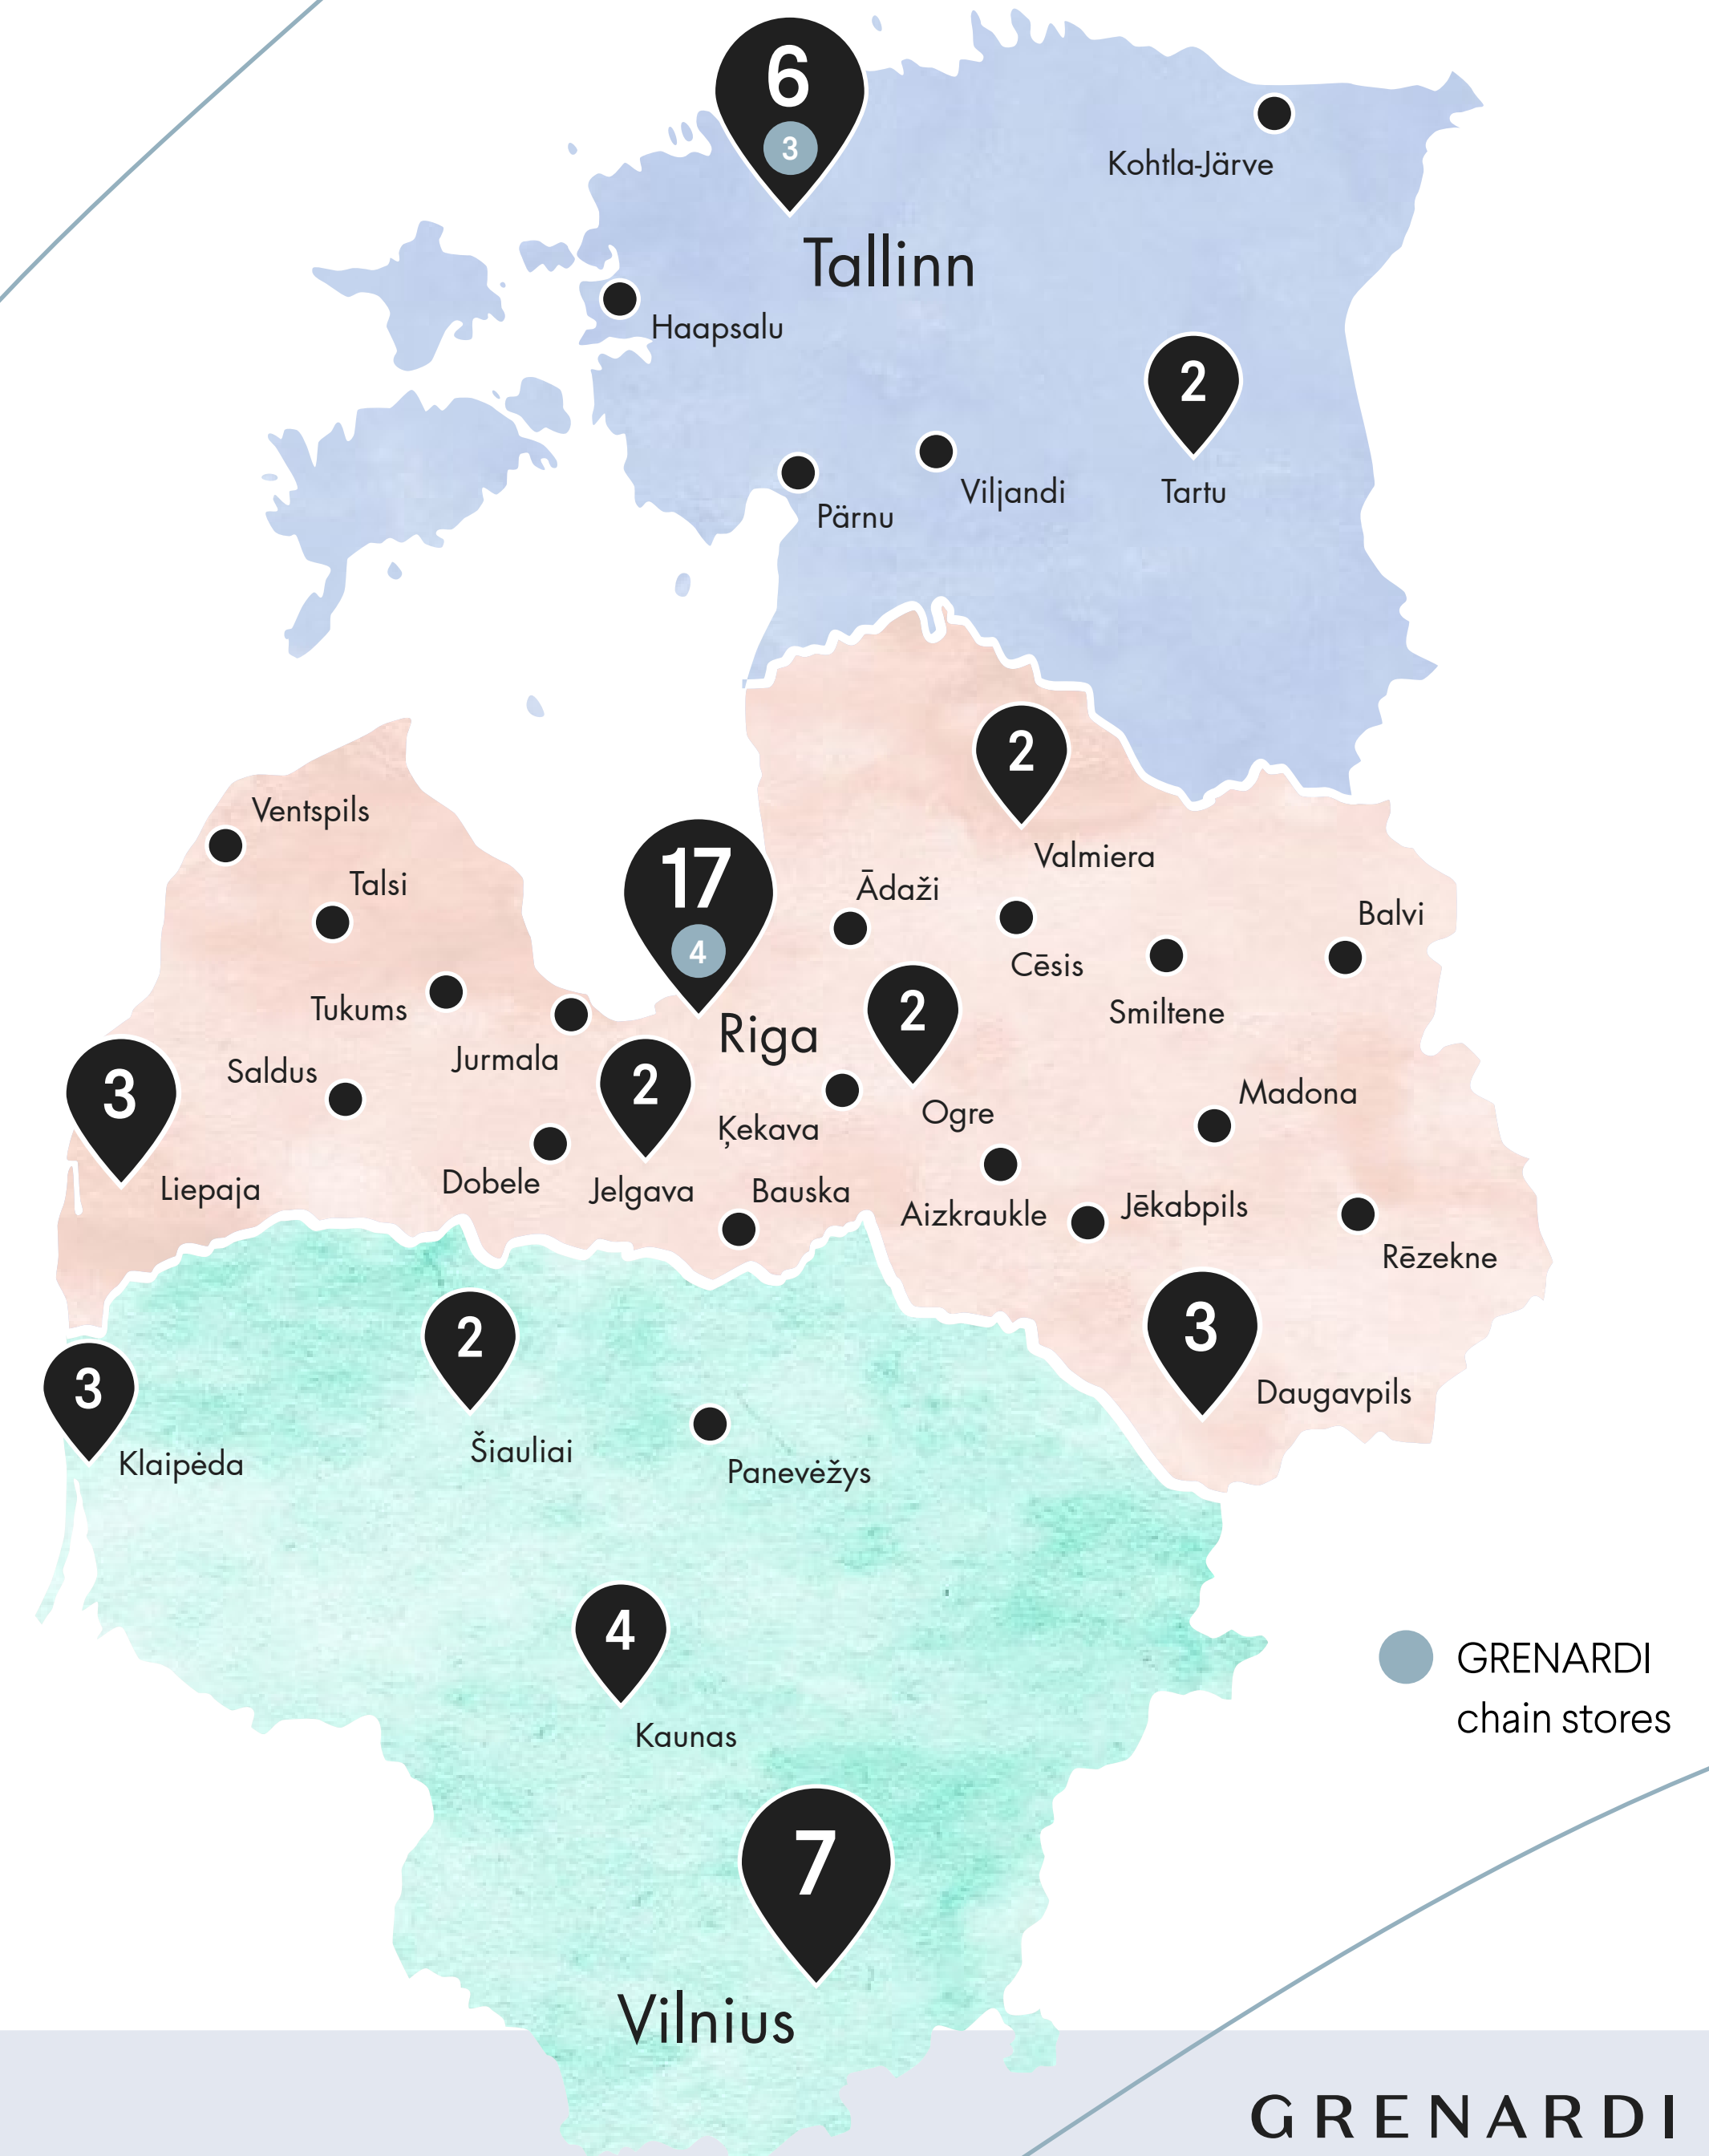 6
3
Kohtla-Järve
Tallinn
Haapsalu
2
Viljandi
Tartu
Pärnu
2
Ventspils
Valmiera
17
Talsi
Ādaži
Balvi
4
Cēsis
Tukums
2
Smiltene
Riga
Jurmala
Saldus
3
2
Madona
Ogre
Ķekava
Liepaja
Dobele
Jelgava
Bauska
Aizkraukle
Jēkabpils
Rēzekne
3
2
3
Daugavpils
Klaipėda
Šiauliai
Panevėžys
4
GRENARDI
chain stores
Kaunas
7
Vilnius
GRENARDI